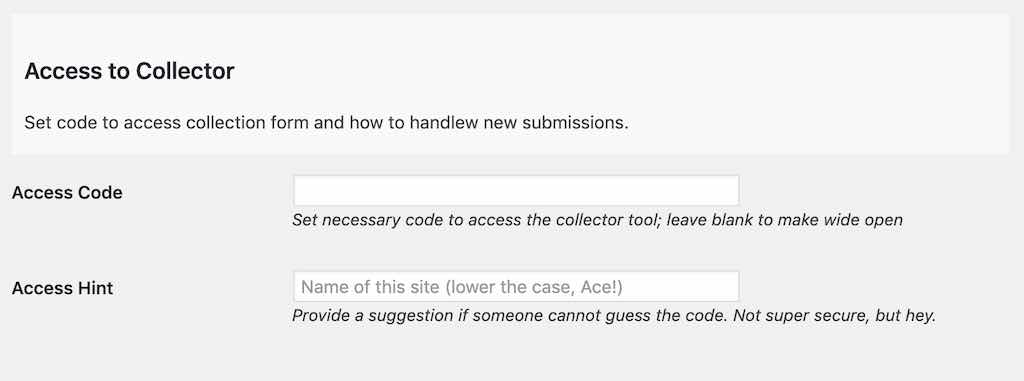 Access to Collector
Set code to access collection form and how to handlew new submissions.
Access Code
Set necessary code to access the collector tool; leave blank to make wide open
Access Hint
Name of this site (lower the case, Ace!)
Provide a suggestion if someone cannot guess the code. Not super secure, but hey.